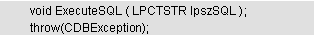 void ExecuteSQL ( LPCTSTR lpszSQL ) ;
throw(CDBException);